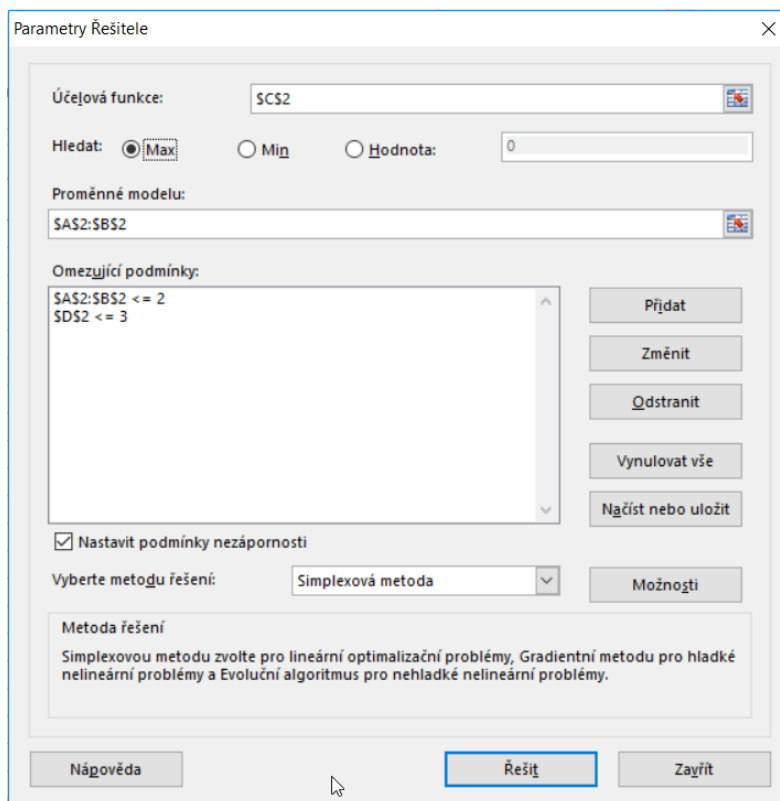 Parametry Řešitele
Účelová funkce: $C$2
Hledat: Max Min Hodnota: 0
Proměnné modelu:
$A$2:$B$2
Omezující podmínky:
$A$2:$B$2 <= 2
$D$2 <= 3
Přidat
Změnit
Odstranit
Vynulovat vše
Načíst nebo uložit
Nastavit podmínky nezápornosti
Vyberte metodu řešení: Simplexová metoda Možnosti
Metoda řešení
Simplexovou metodu zvolte pro lineární optimalizační problémy, Gradientní metodu pro hladké
nelineární problémy a Evoluční algoritmus pro nehladké nelineární problémy.
Nápověda Řešit Zavřít